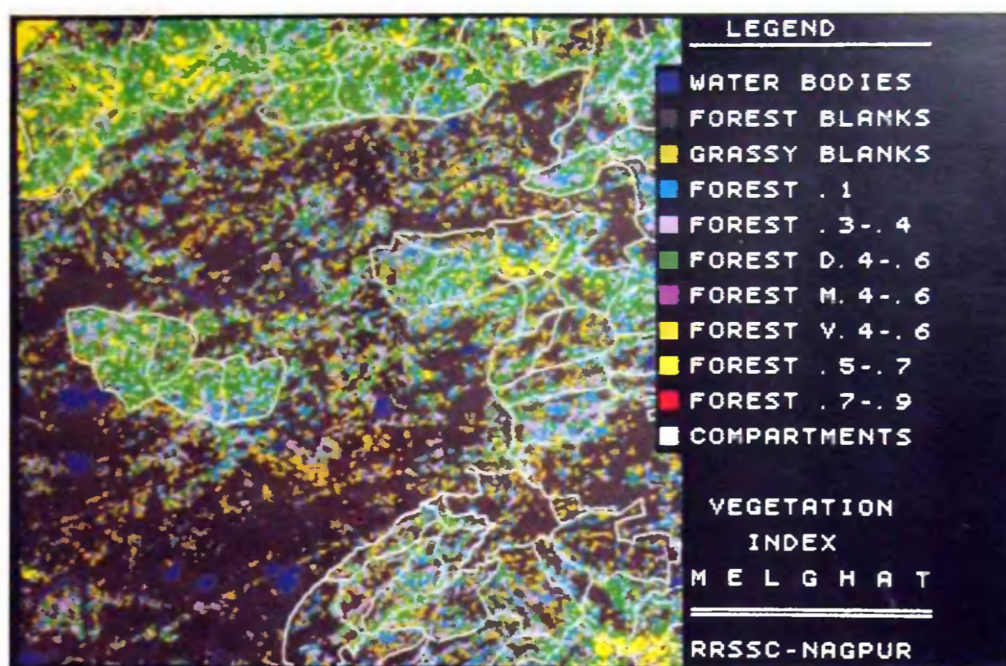 LEGEND
WATER BODIES
FOREST BLANKS
GRASSY BLANKS
FOREST .1
FOREST .3-.4
FOREST D.4-.6
FOREST M.4-.6
FOREST Y.4-.6
FOREST .5-.7
FOREST .7-.9
COMPARTMENTS
VEGETATION
INDEX
MELGHAT
RRSSC-NAGPUR